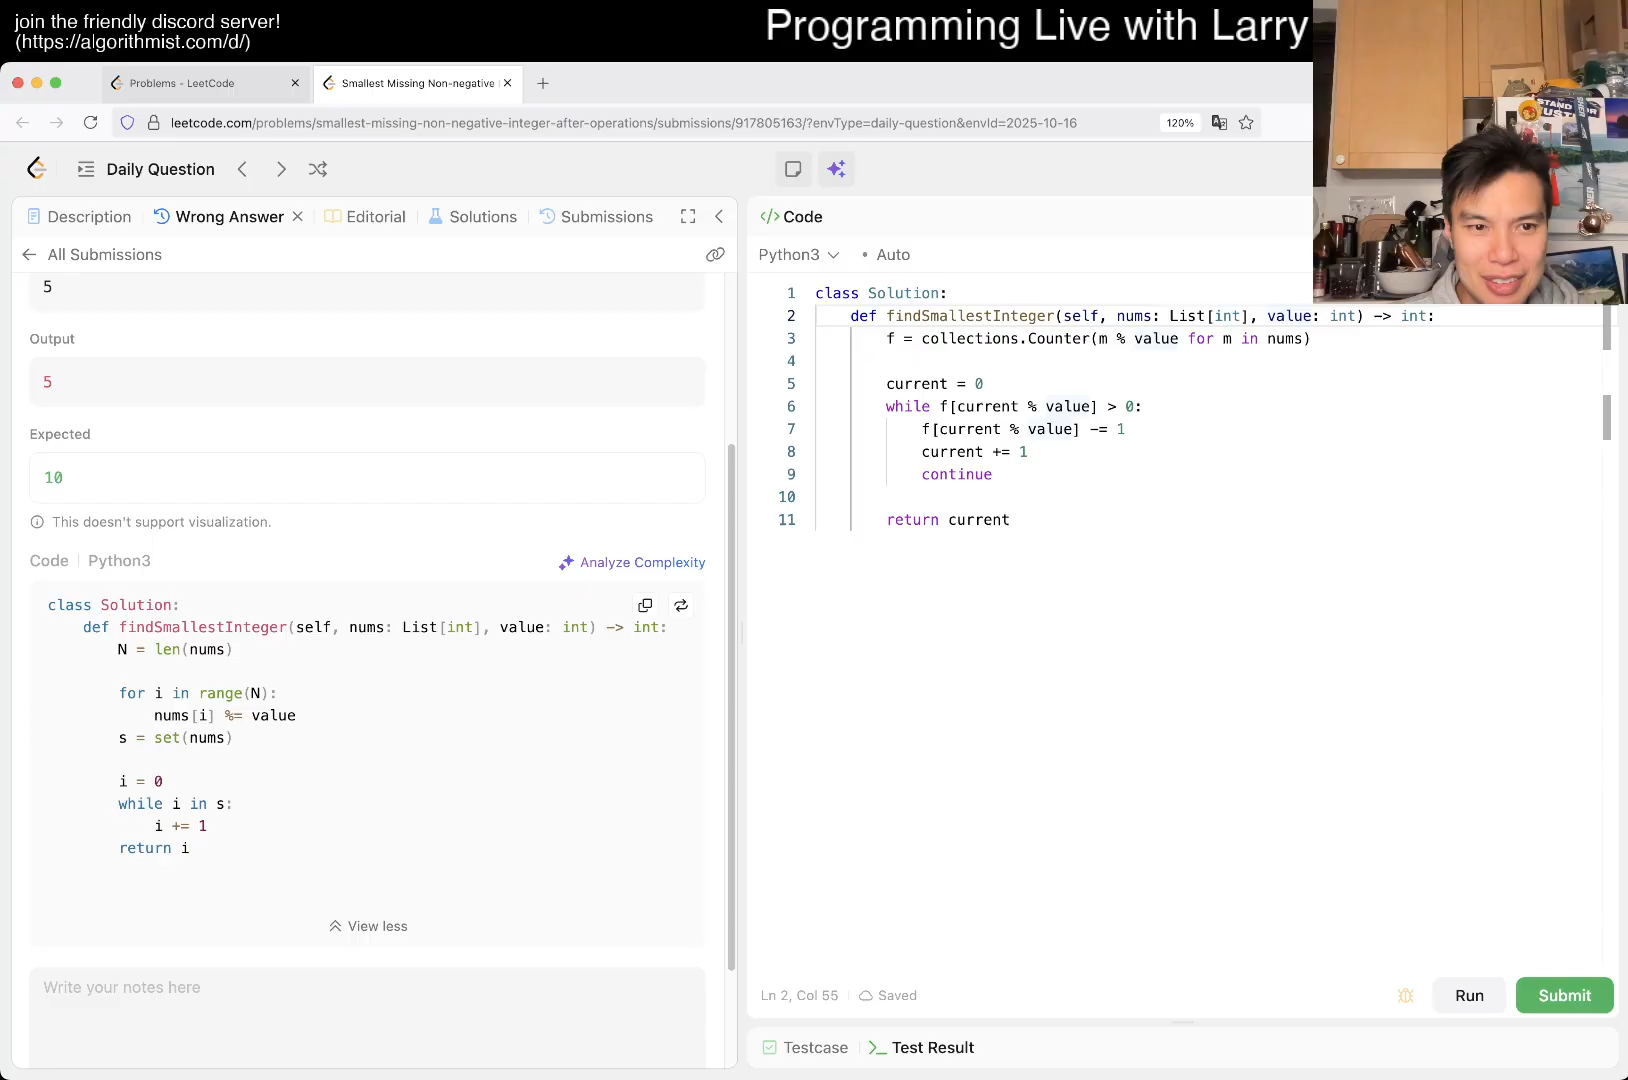 join the friendly discord server!
(https://algorithmist.com/d/)
Programming Live with Larry
Problems - LeetCode
Smallest Missing Non-negative
leetcode.com/problems/smallest-missing-non-negative-integer-after-operations/submissions/917805163/?envType=daily-question&envId=2025-10-16
120%
Daily Question
Description
Wrong Answer
Editorial
Solutions
Submissions
All Submissions
5
Output
5
Expected
10
This doesn't support visualization.
Code
Python3
Analyze Complexity
class Solution:
    def findSmallestInteger(self, nums: List[int], value: int) -> int:
        N = len(nums)
        for i in range(N):
            nums[i] %= value
        s = set(nums)
        i = 0
        while i in s:
            i += 1
        return i
View less
Write your notes here
</> Code
Python3
• Auto
1 class Solution:
2     def findSmallestInteger(self, nums: List[int], value: int) -> int:
3         f = collections.Counter(m % value for m in nums)
4
5         current = 0
6         while f[current % value] > 0:
7             f[current % value] -= 1
8             current += 1
9             continue
10
11         return current
Ln 2, Col 55
Saved
Run
Submit
Testcase
Test Result